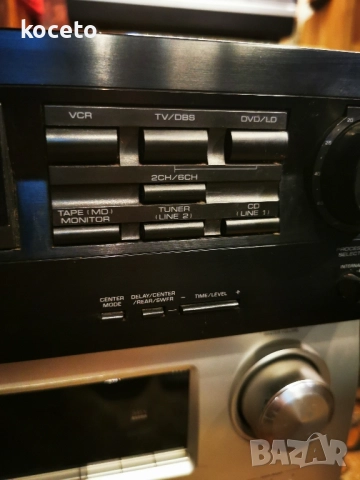 koceto
VCR
TV/DBS
DVD/LD
2CH/6CH
TAPE (MD)
MONITOR
TUNER
(LINE 2)
CD
(LINE 1)
CENTER
MODE
DELAY/CENTER
/REAR/SWFR
– TIME/LEVEL +
BAZAR
bg